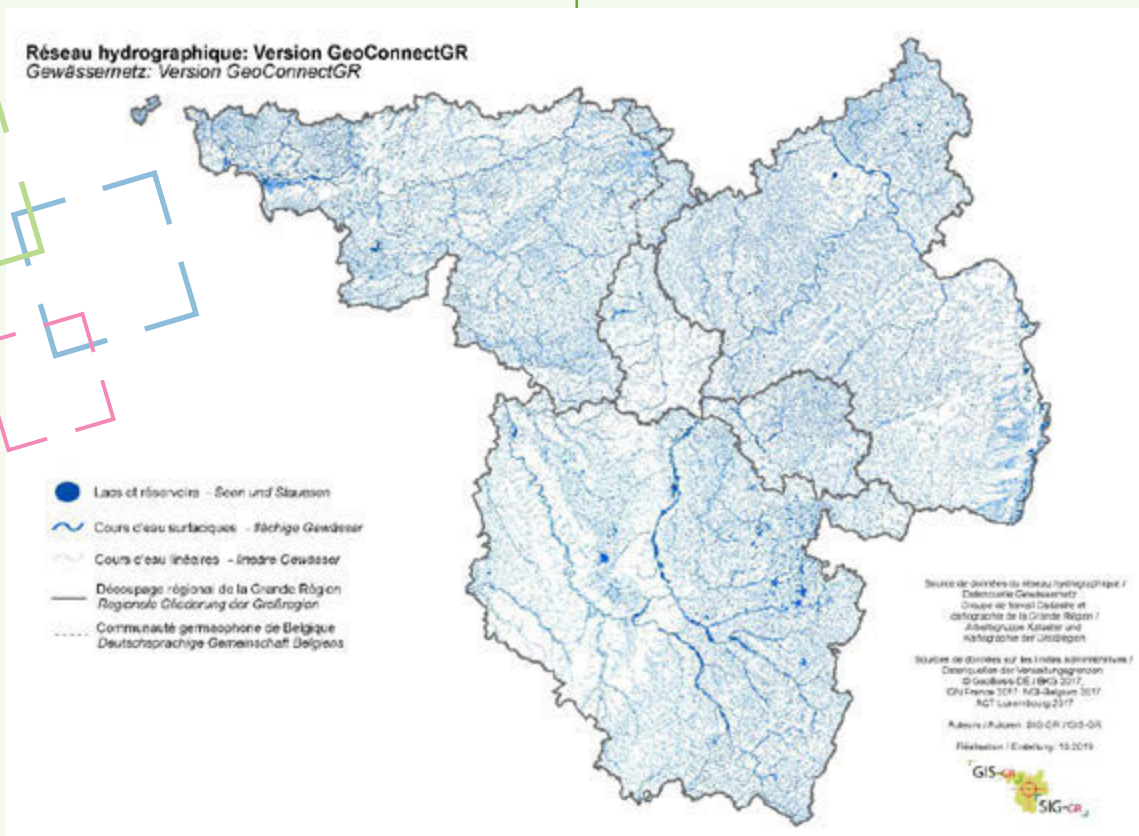 Réseau hydrographique: Version GeoConnectGR
Gewässernetz: Version GeoConnectGR
Lacs et réservoirs - Seen und Stauseen
Cours d'eau surfaciques - flächige Gewässer
Cours d'eau linéaires - lineare Gewässer
Découpage régional de la Grande Région
Regionale Gliederung der Großregion
Communauté germaophone de Belgique
Deutschsprachige Gemeinschaft Belgiens
Source de données du réseau hydrographique /
Datenquelle Gewässernetz
Groupe de travail Cadastre et
cartographie de la Grande Région /
Arbeitsgruppe Kataster und
Kartographie der Großregion
Sources de données sur les limites administratives /
Datenquellen der Verwaltungsgrenzen
© GeoBasis-DE / BKG 2017,
IGN France 2017, NGI-Belgium 2017,
ACT Luxembourg 2017
Auteurs / Autoren: SIG-GR / GIS-GR
Réalisation / Erstellung: 10.2019
GIS-GR
SIG-GR